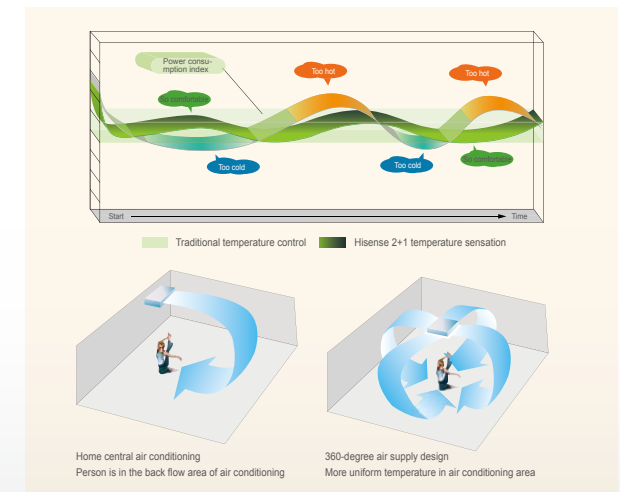 Power consu-
mption index
Too hot
Too hot
So comfortable
Too cold
Too cold
So comfortable
Start
Time
Traditional temperature control
Hisense 2+1 temperature sensation
Home central air conditioning
Person is in the back flow area of air conditioning
360-degree air supply design
More uniform temperature in air conditioning area